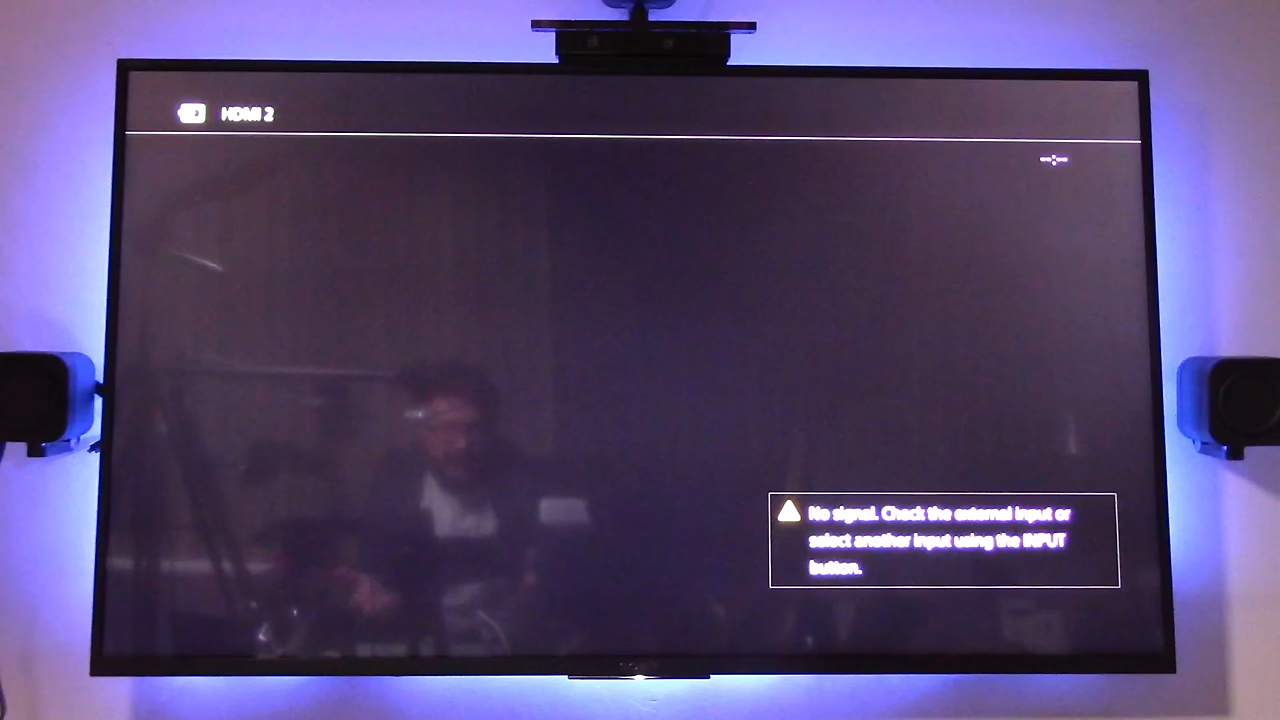 HDMI 2
--:--
No signal. Check the external input or
select another input using the INPUT
button.